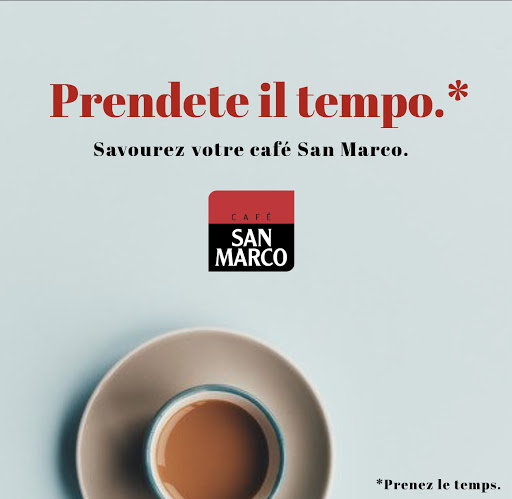 Prendete il tempo.*
Savourez votre café San Marco.
CAFÉ
SAN
MARCO
*Prenez le temps.